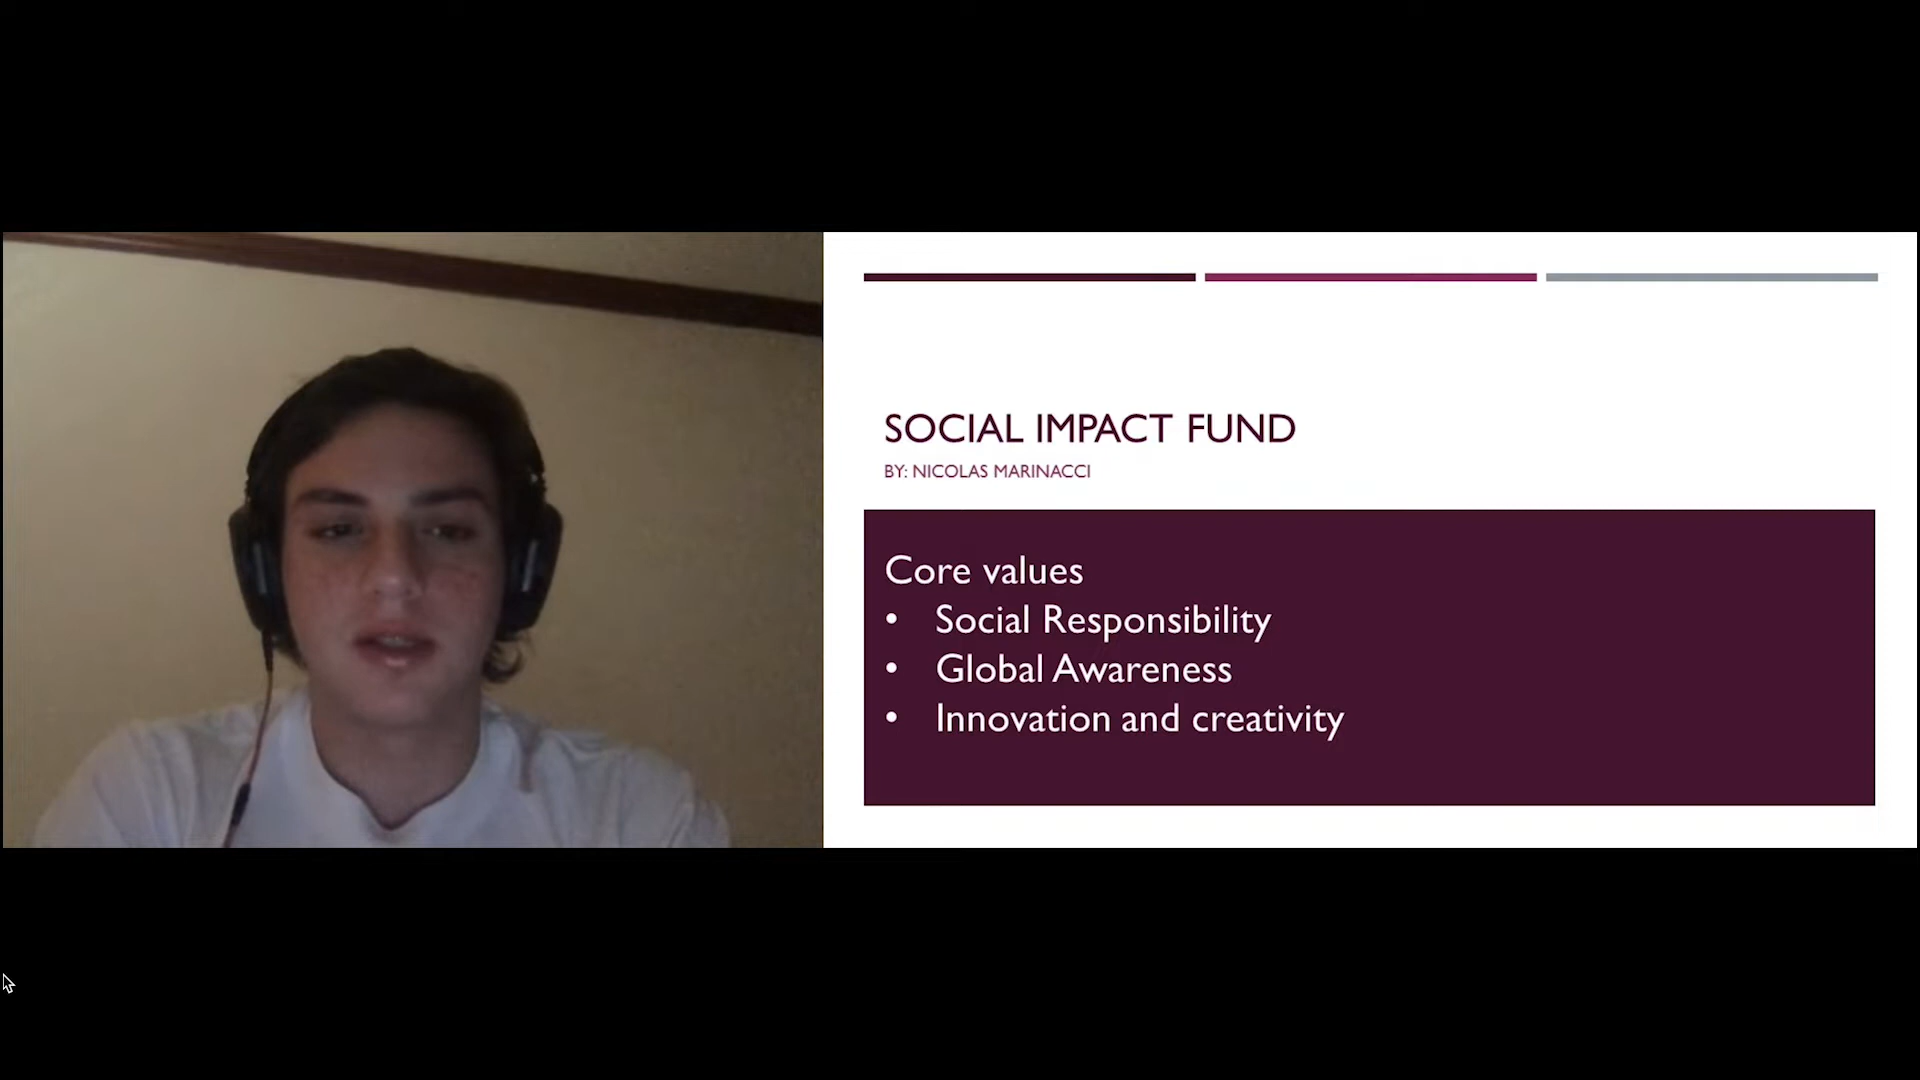 SOCIAL IMPACT FUND
BY: NICOLAS MARINACCI
Core values
• Social Responsibility
• Global Awareness
• Innovation and creativity